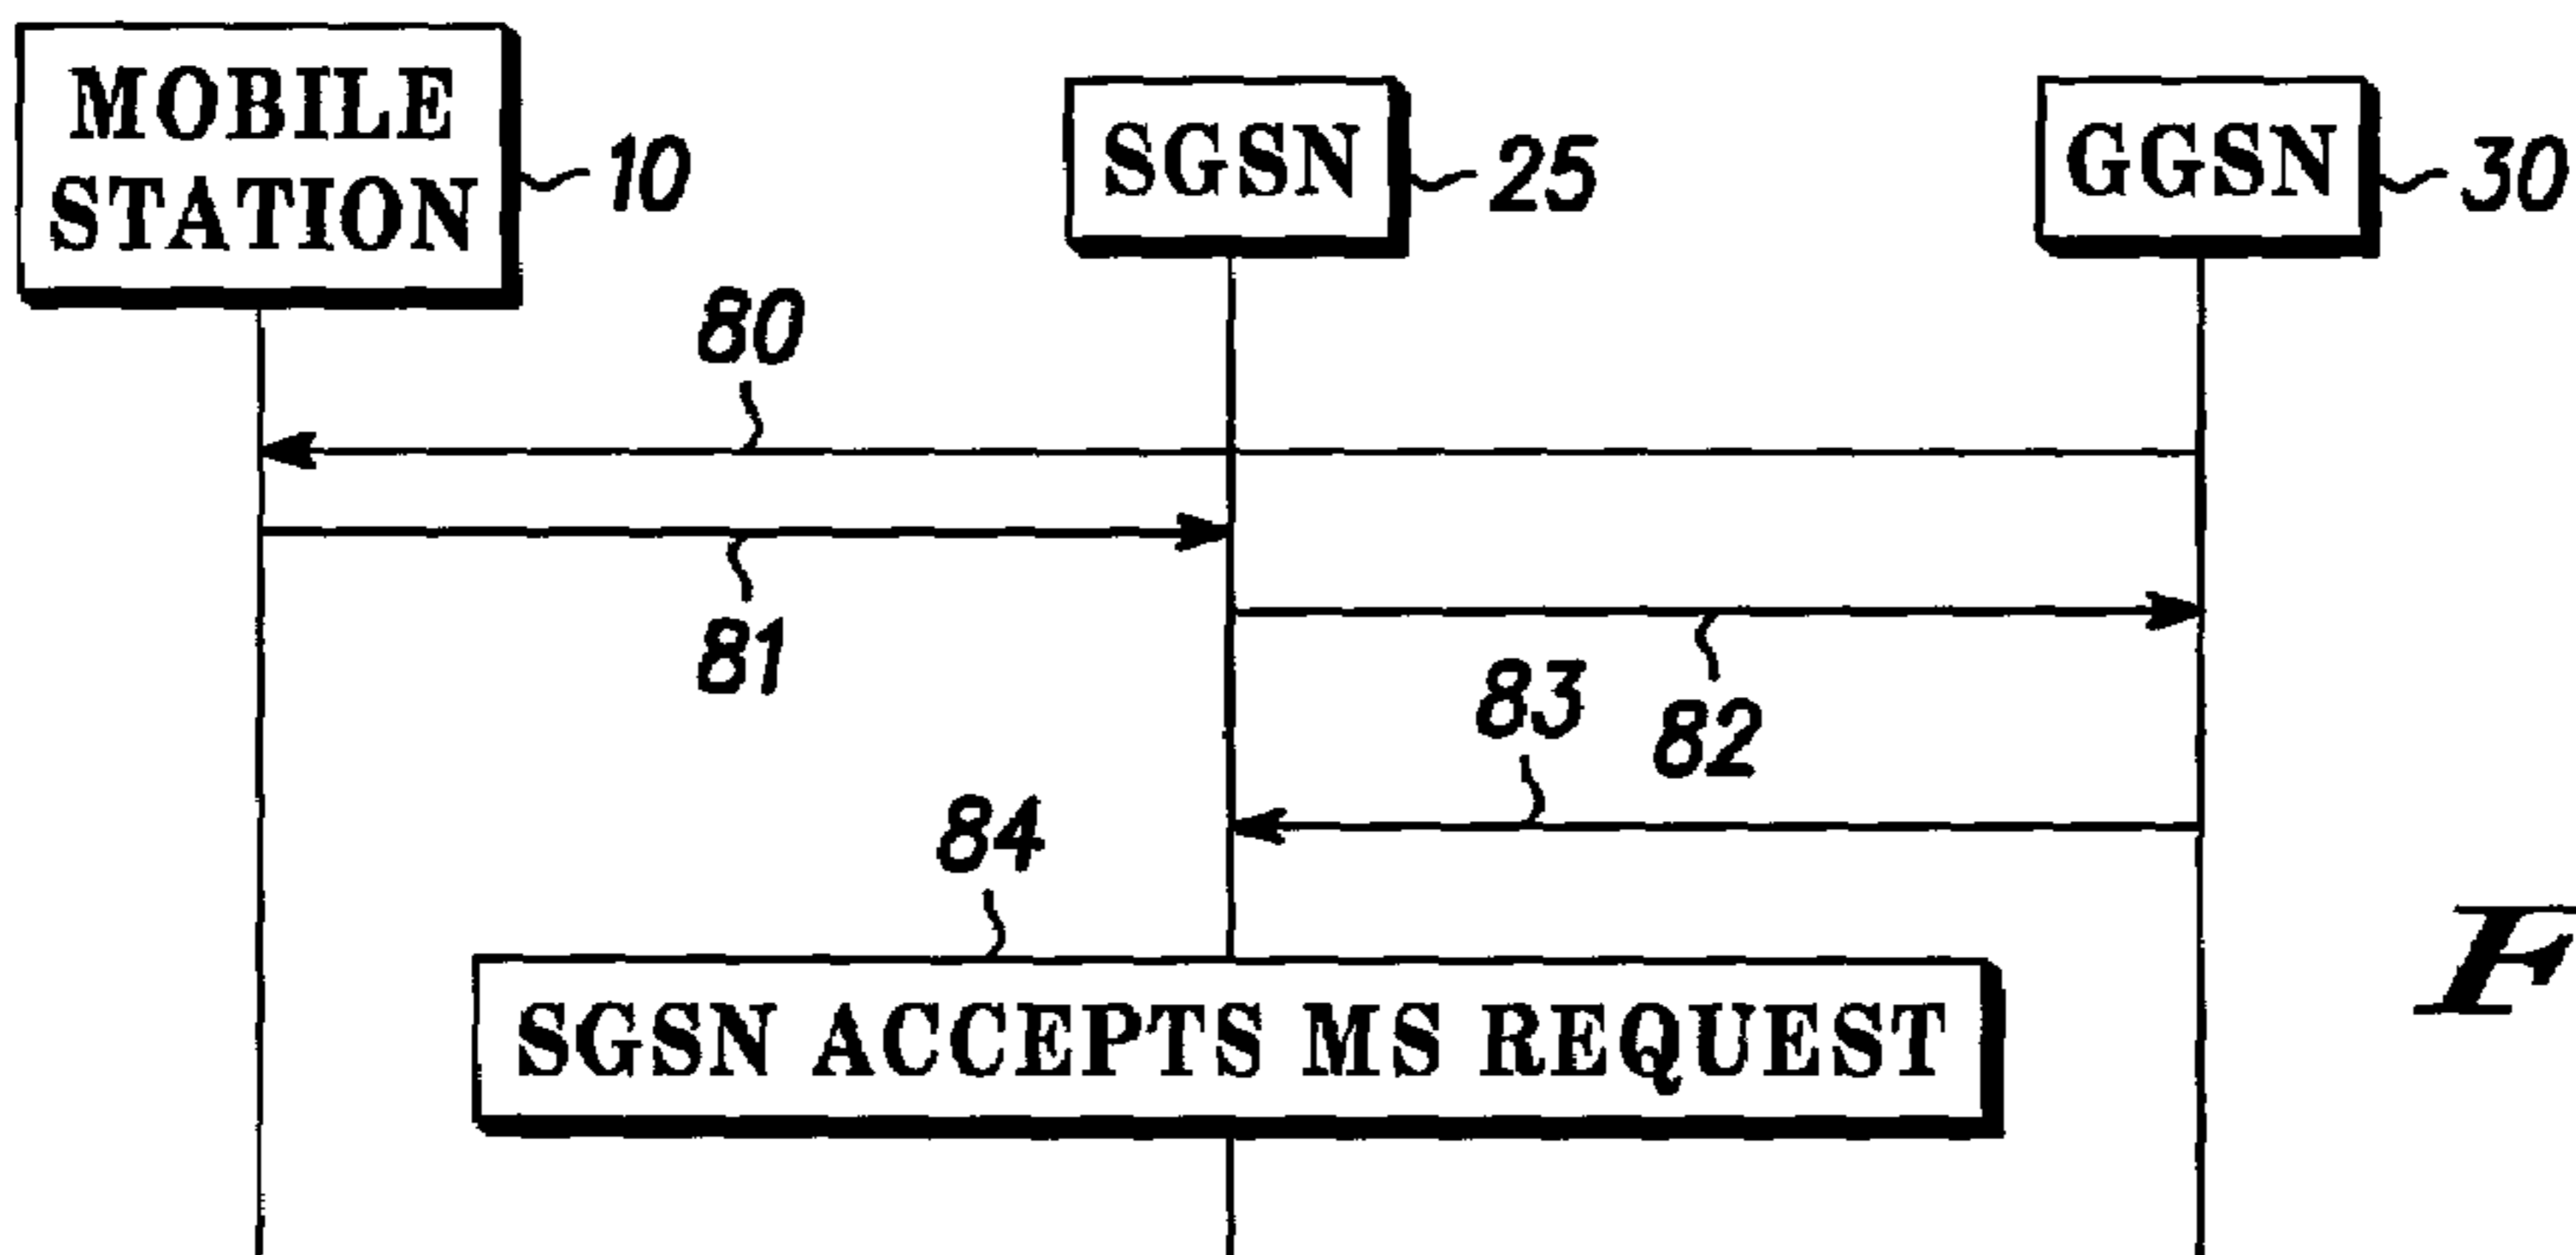 MOBILE
STATION
10
SGSN
25
GGSN
30
80
81
82
83
84
SGSN ACCEPTS MS REQUEST
F